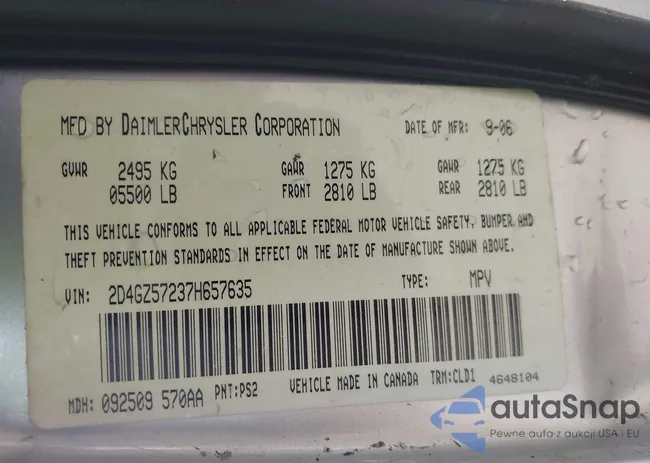 MFD BY DAIMLERCHRYSLER CORPORATION DATE OF MFR: 9-06
GVWR 2495 KG GAWR 1275 KG GAWR 1275 KG
05500 LB FRONT 2810 LB REAR 2810 LB
THIS VEHICLE CONFORMS TO ALL APPLICABLE FEDERAL MOTOR VEHICLE SAFETY, BUMPER AND
THEFT PREVENTION STANDARDS IN EFFECT ON THE DATE OF MANUFACTURE SHOWN ABOVE.
VIN: 2D4GZ57237H657635 TYPE: MPV
MDH: 092509 570AA PNT:PS2 VEHICLE MADE IN CANADA TRM:CLD1 4648104
autaSnap
Pewne auta z aukcji USA i EU